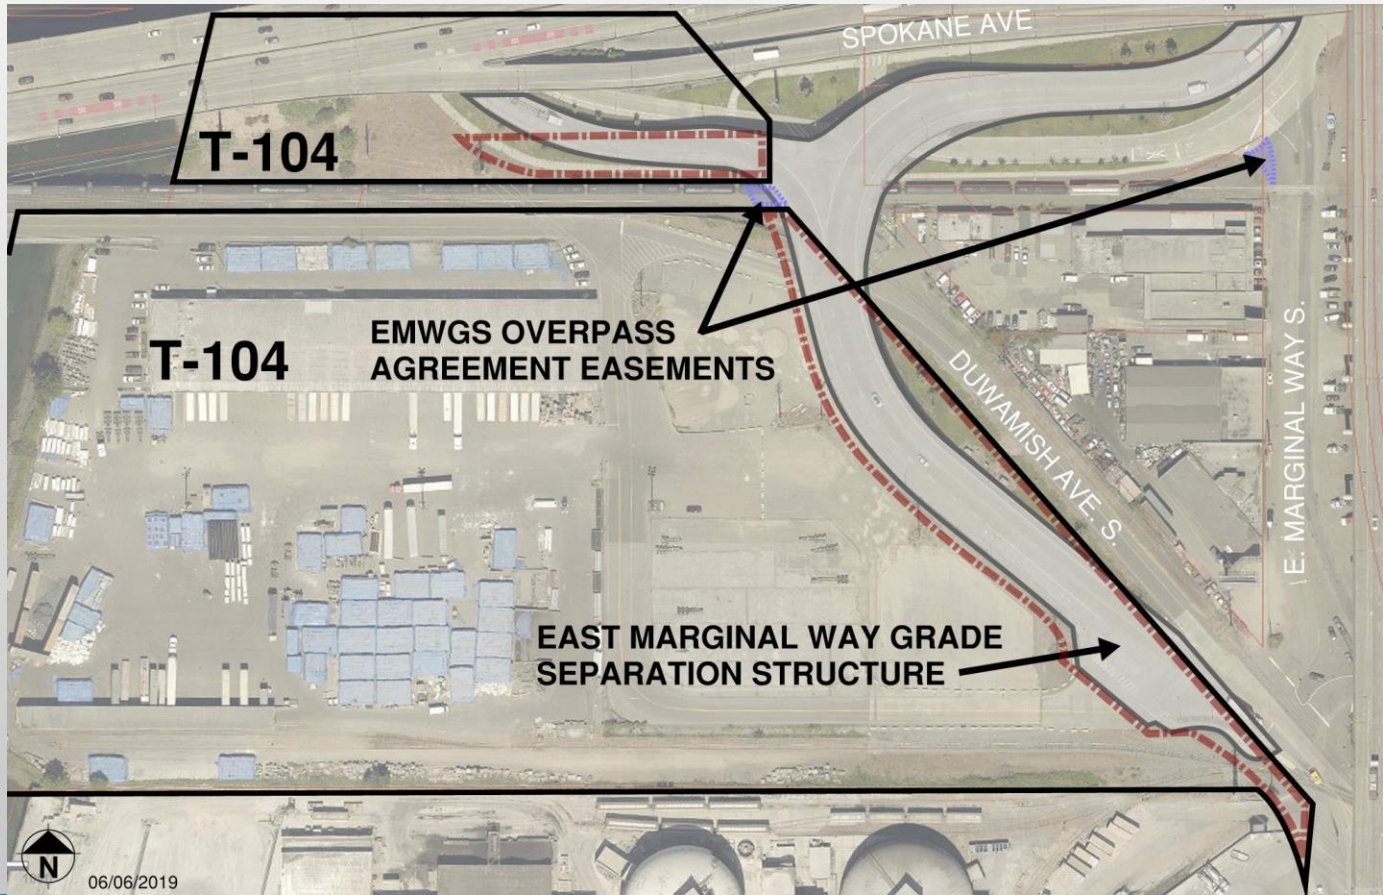 SPOKANE AVE
T-104
EMWGS OVERPASS
AGREEMENT EASEMENTS
T-104
DUWAMISH AVE. S.
E. MARGINAL WAY S.
EAST MARGINAL WAY GRADE
SEPARATION STRUCTURE
N
06/06/2019